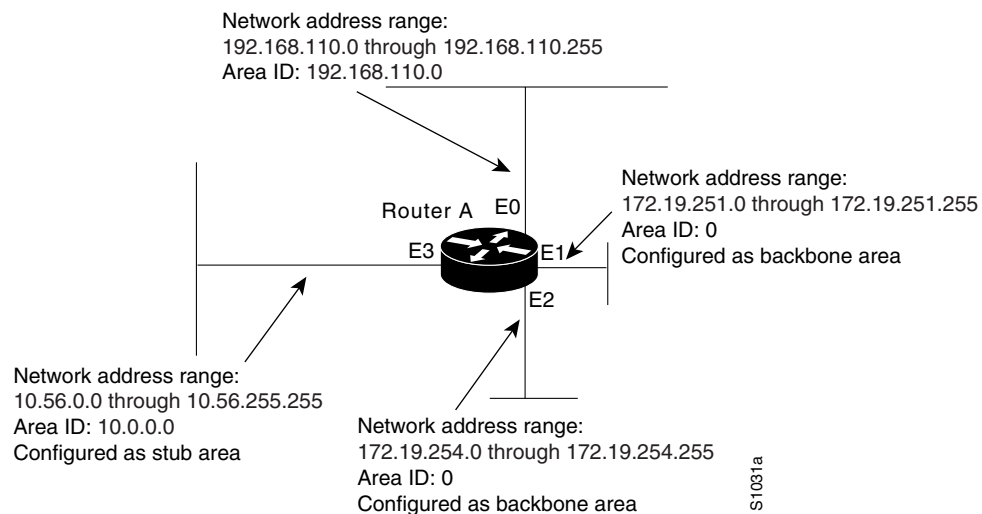 Network address range:
192.168.110.0 through 192.168.110.255
Area ID: 192.168.110.0
Network address range:
172.19.251.0 through 172.19.251.255
Area ID: 0
Configured as backbone area
Router A
E0
E3
E1
E2
Network address range:
10.56.0.0 through 10.56.255.255
Area ID: 10.0.0.0
Configured as stub area
Network address range:
172.19.254.0 through 172.19.254.255
Area ID: 0
Configured as backbone area
S1031a